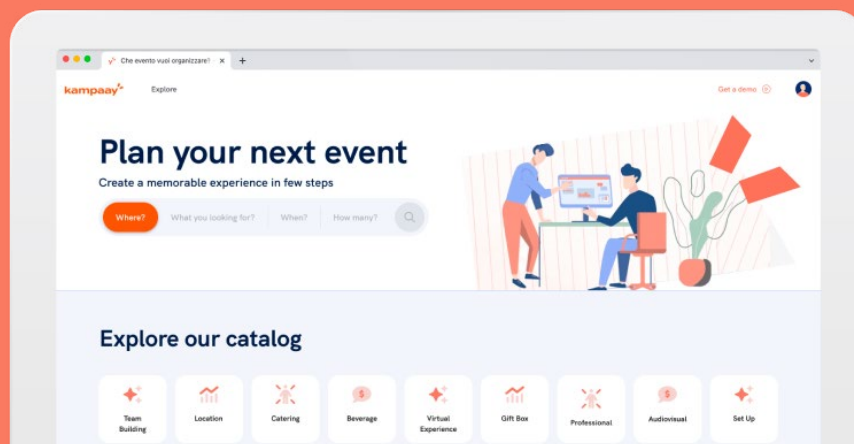 Che evento vuoi organizzare!
kampaay
Explore
Get a demo
Plan your next event
Create a memorable experience in few steps
Where? What you looking for? When? How many?
Explore our catalog
Team
Building
Location
Catering
Beverage
Virtual
Experience
Gift Box
Professional
Audiovisual
Set Up